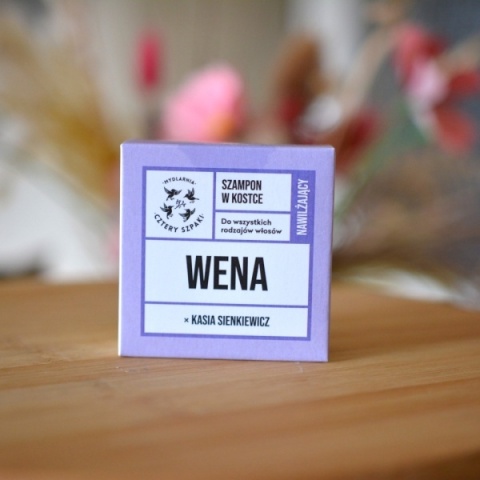 MYDLARNIA
CZTERY SZPAKI
SZAMPON
W KOSTCE
Do wszystkich
rodzajów włosów
NAWILŻAJĄCY
WENA
× KASIA SIENKIEWICZ